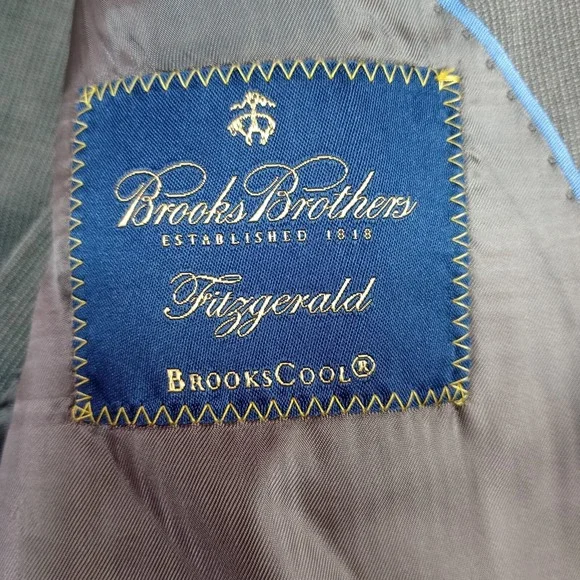 Brooks Brothers
ESTABLISHED 1818
Fitzgerald
BROOKSCOOL®